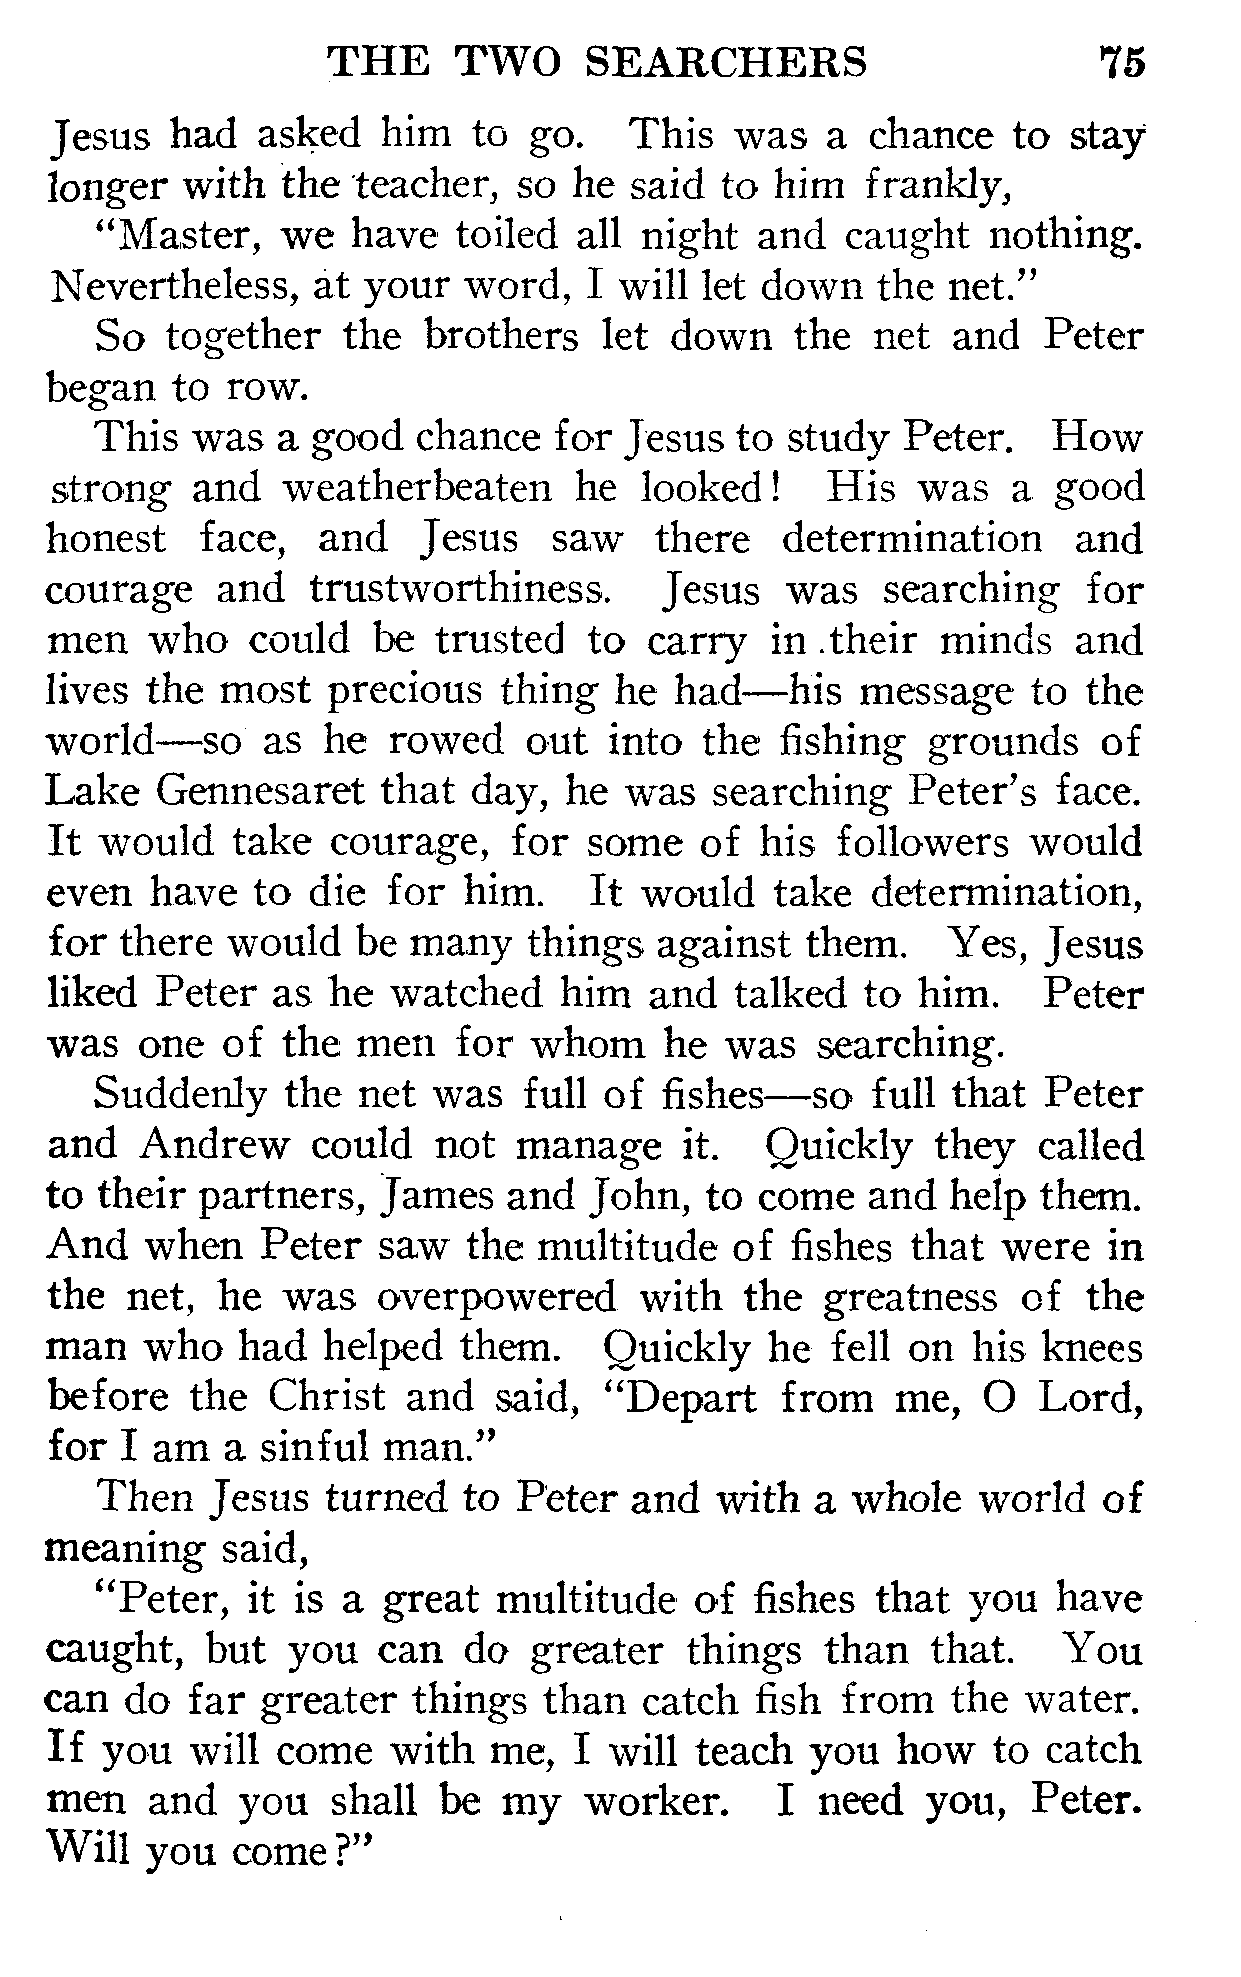 THE TWO SEARCHERS 75
Jesus had asked him to go. This was a chance to stay
longer with the teacher, so he said to him frankly,
“Master, we have toiled all night and caught nothing.
Nevertheless, at your word, I will let down the net.”
So together the brothers let down the net and Peter
began to row.
This was a good chance for Jesus to study Peter. How
strong and weatherbeaten he looked! His was a good
honest face, and Jesus saw there determination and
courage and trustworthiness. Jesus was searching for
men who could be trusted to carry in their minds and
lives the most precious thing he had—his message to the
world—so as he rowed out into the fishing grounds of
Lake Gennesaret that day, he was searching Peter’s face.
It would take courage, for some of his followers would
even have to die for him. It would take determination,
for there would be many things against them. Yes, Jesus
liked Peter as he watched him and talked to him. Peter
was one of the men for whom he was searching.
Suddenly the net was full of fishes—so full that Peter
and Andrew could not manage it. Quickly they called
to their partners, James and John, to come and help them.
And when Peter saw the multitude of fishes that were in
the net, he was overpowered with the greatness of the
man who had helped them. Quickly he fell on his knees
before the Christ and said, “Depart from me, O Lord,
for I am a sinful man.”
Then Jesus turned to Peter and with a whole world of
meaning said,
“Peter, it is a great multitude of fishes that you have
caught, but you can do greater things than that. You
can do far greater things than catch fish from the water.
If you will come with me, I will teach you how to catch
men and you shall be my worker. I need you, Peter.
Will you come?”